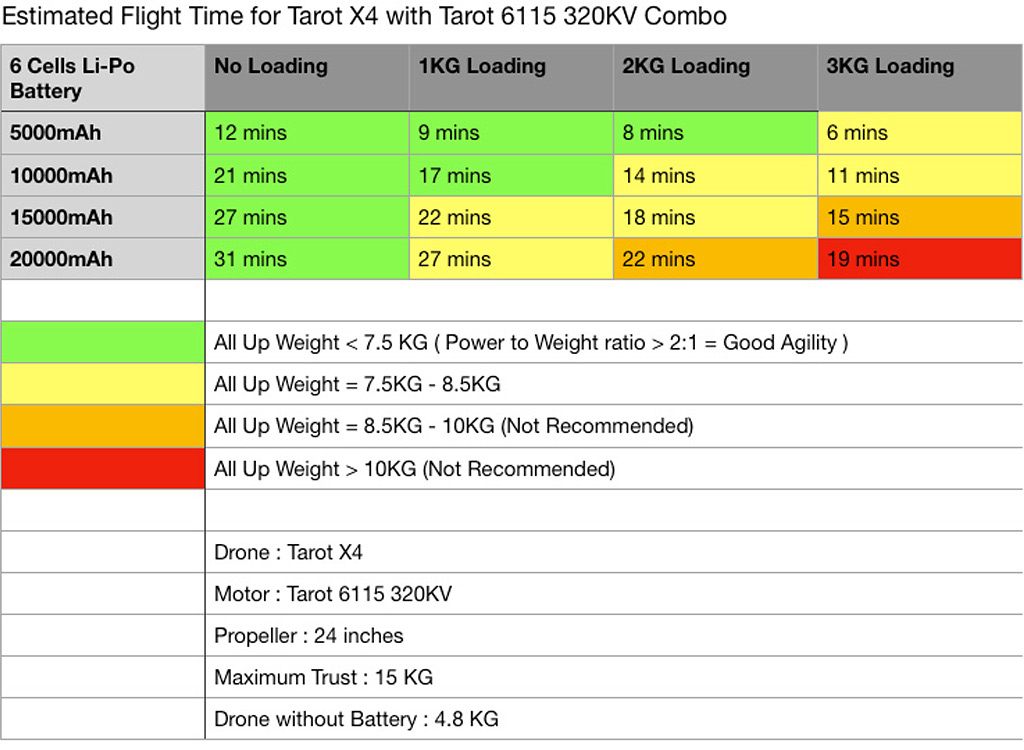 Estimated Flight Time for Tarot X4 with Tarot 6115 320KV Combo
6 Cells Li-Po Battery No Loading 1KG Loading 2KG Loading 3KG Loading
5000mAh 12 mins 9 mins 8 mins 6 mins
10000mAh 21 mins 17 mins 14 mins 11 mins
15000mAh 27 mins 22 mins 18 mins 15 mins
20000mAh 31 mins 27 mins 22 mins 19 mins
All Up Weight < 7.5 KG ( Power to Weight ratio > 2:1 = Good Agility )
All Up Weight = 7.5KG - 8.5KG
All Up Weight = 8.5KG - 10KG (Not Recommended)
All Up Weight > 10KG (Not Recommended)
Drone : Tarot X4
Motor : Tarot 6115 320KV
Propeller : 24 inches
Maximum Trust : 15 KG
Drone without Battery : 4.8 KG